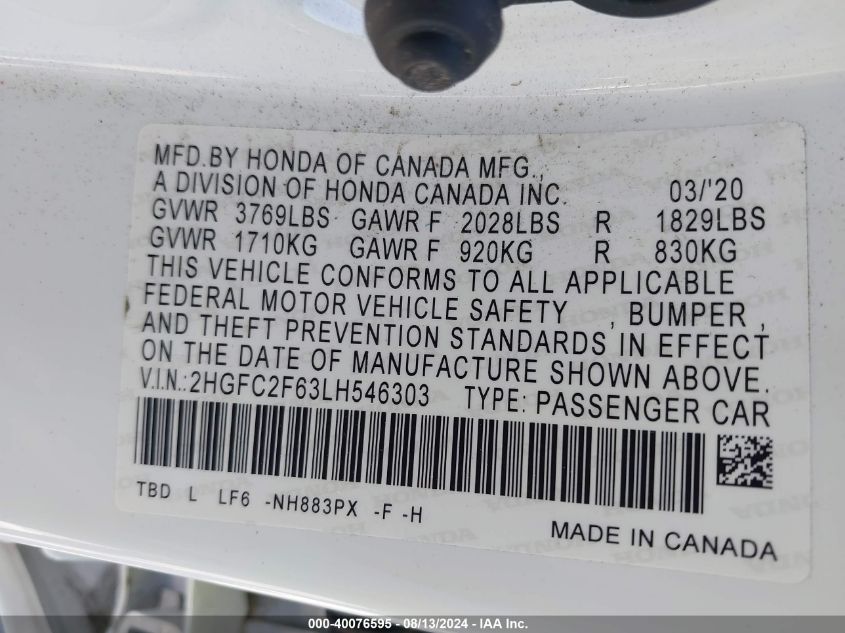 MFD.BY HONDA OF CANADA MFG.,
A DIVISION OF HONDA CANADA INC. 03/'20
GVWR 3769LBS GAWR F 2028LBS R 1829LBS
GVWR 1710KG GAWR F 920KG R 830KG
THIS VEHICLE CONFORMS TO ALL APPLICABLE
FEDERAL MOTOR VEHICLE SAFETY , BUMPER ,
AND THEFT PREVENTION STANDARDS IN EFFECT
ON THE DATE OF MANUFACTURE SHOWN ABOVE.
V.I.N.:2HGFC2F63LH546303 TYPE: PASSENGER CAR
TBD L LF6 -NH883PX -F -H
MADE IN CANADA
000-HONDA-40076595 - 08/13/2024 - IAA Inc.